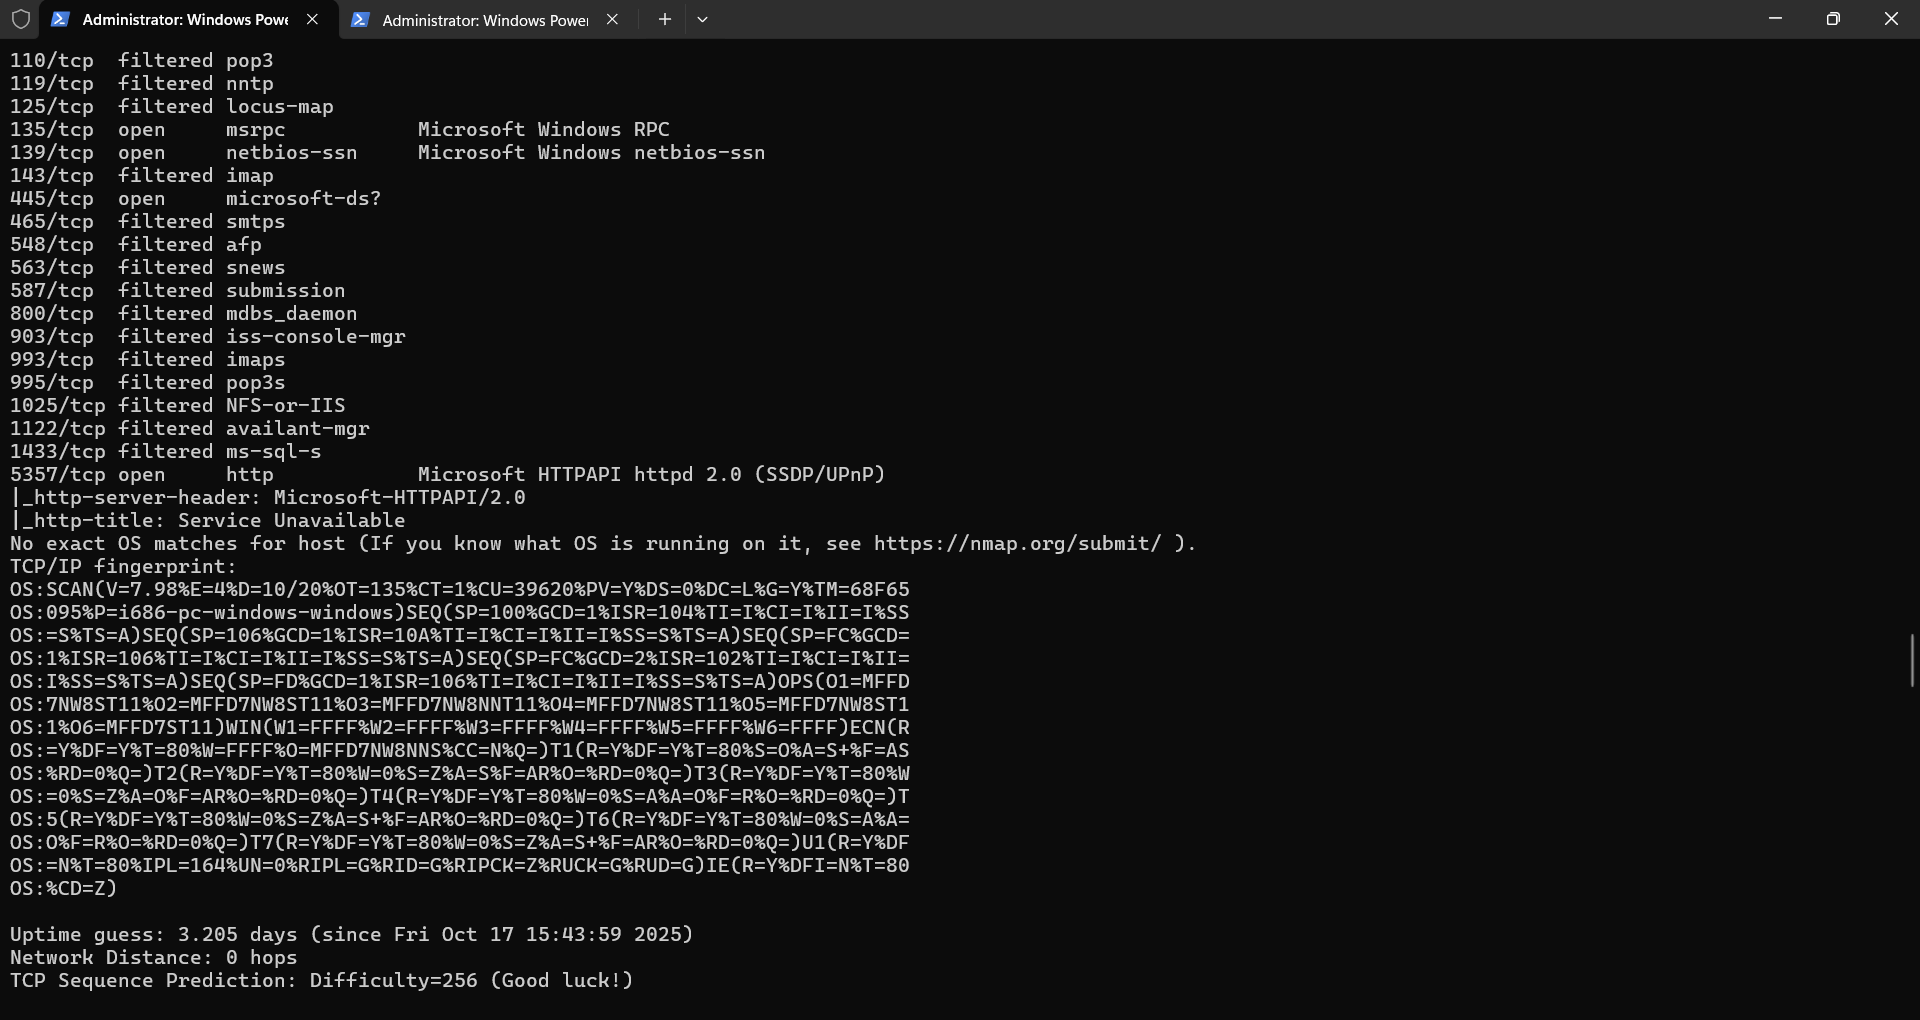 Administrator: Windows Powe
Administrator: Windows Power
110/tcp  filtered pop3
119/tcp  filtered nntp
125/tcp  filtered locus-map
135/tcp  open     msrpc           Microsoft Windows RPC
139/tcp  open     netbios-ssn     Microsoft Windows netbios-ssn
143/tcp  filtered imap
445/tcp  open     microsoft-ds?
465/tcp  filtered smtps
548/tcp  filtered afp
563/tcp  filtered snews
587/tcp  filtered submission
800/tcp  filtered mdbs_daemon
903/tcp  filtered iss-console-mgr
993/tcp  filtered imaps
995/tcp  filtered pop3s
1025/tcp filtered NFS-or-IIS
1122/tcp filtered availant-mgr
1433/tcp filtered ms-sql-s
5357/tcp open     http            Microsoft HTTPAPI httpd 2.0 (SSDP/UPnP)
|_http-server-header: Microsoft-HTTPAPI/2.0
|_http-title: Service Unavailable
No exact OS matches for host (If you know what OS is running on it, see https://nmap.org/submit/ ).
TCP/IP fingerprint:
OS:SCAN(V=7.98%E=4%D=10/20%OT=135%CT=1%CU=39620%PV=Y%DS=0%DC=L%G=Y%TM=68F65
OS:095%P=i686-pc-windows-windows)SEQ(SP=100%GCD=1%ISR=104%TI=I%CI=I%II=I%SS
OS:=S%TS=A)SEQ(SP=106%GCD=1%ISR=10A%TI=I%CI=I%II=I%SS=S%TS=A)SEQ(SP=FC%GCD=
OS:1%ISR=106%TI=I%CI=I%II=I%SS=S%TS=A)SEQ(SP=FC%GCD=2%ISR=102%TI=I%CI=I%II=
OS:I%SS=S%TS=A)SEQ(SP=FD%GCD=1%ISR=106%TI=I%CI=I%II=I%SS=S%TS=A)OPS(O1=MFFD
OS:7NW8ST11%O2=MFFD7NW8ST11%O3=MFFD7NW8NNT11%O4=MFFD7NW8ST11%O5=MFFD7NW8ST1
OS:1%O6=MFFD7ST11)WIN(W1=FFFF%W2=FFFF%W3=FFFF%W4=FFFF%W5=FFFF%W6=FFFF)ECN(R
OS:=Y%DF=Y%T=80%W=FFFF%O=MFFD7NW8NNS%CC=N%Q=)T1(R=Y%DF=Y%T=80%S=O%A=S+%F=AS
OS:%RD=0%Q=)T2(R=Y%DF=Y%T=80%W=0%S=Z%A=S%F=AR%O=%RD=0%Q=)T3(R=Y%DF=Y%T=80%W
OS:=0%S=Z%A=O%F=AR%O=%RD=0%Q=)T4(R=Y%DF=Y%T=80%W=0%S=A%A=O%F=R%O=%RD=0%Q=)T
OS:5(R=Y%DF=Y%T=80%W=0%S=Z%A=S+%F=AR%O=%RD=0%Q=)T6(R=Y%DF=Y%T=80%W=0%S=A%A=
OS:O%F=R%O=%RD=0%Q=)T7(R=Y%DF=Y%T=80%W=0%S=Z%A=S+%F=AR%O=%RD=0%Q=)U1(R=Y%DF
OS:=N%T=80%IPL=164%UN=0%RIPL=G%RID=G%RIPCK=Z%RUCK=G%RUD=G)IE(R=Y%DFI=N%T=80
OS:%CD=Z)
Uptime guess: 3.205 days (since Fri Oct 17 15:43:59 2025)
Network Distance: 0 hops
TCP Sequence Prediction: Difficulty=256 (Good luck!)